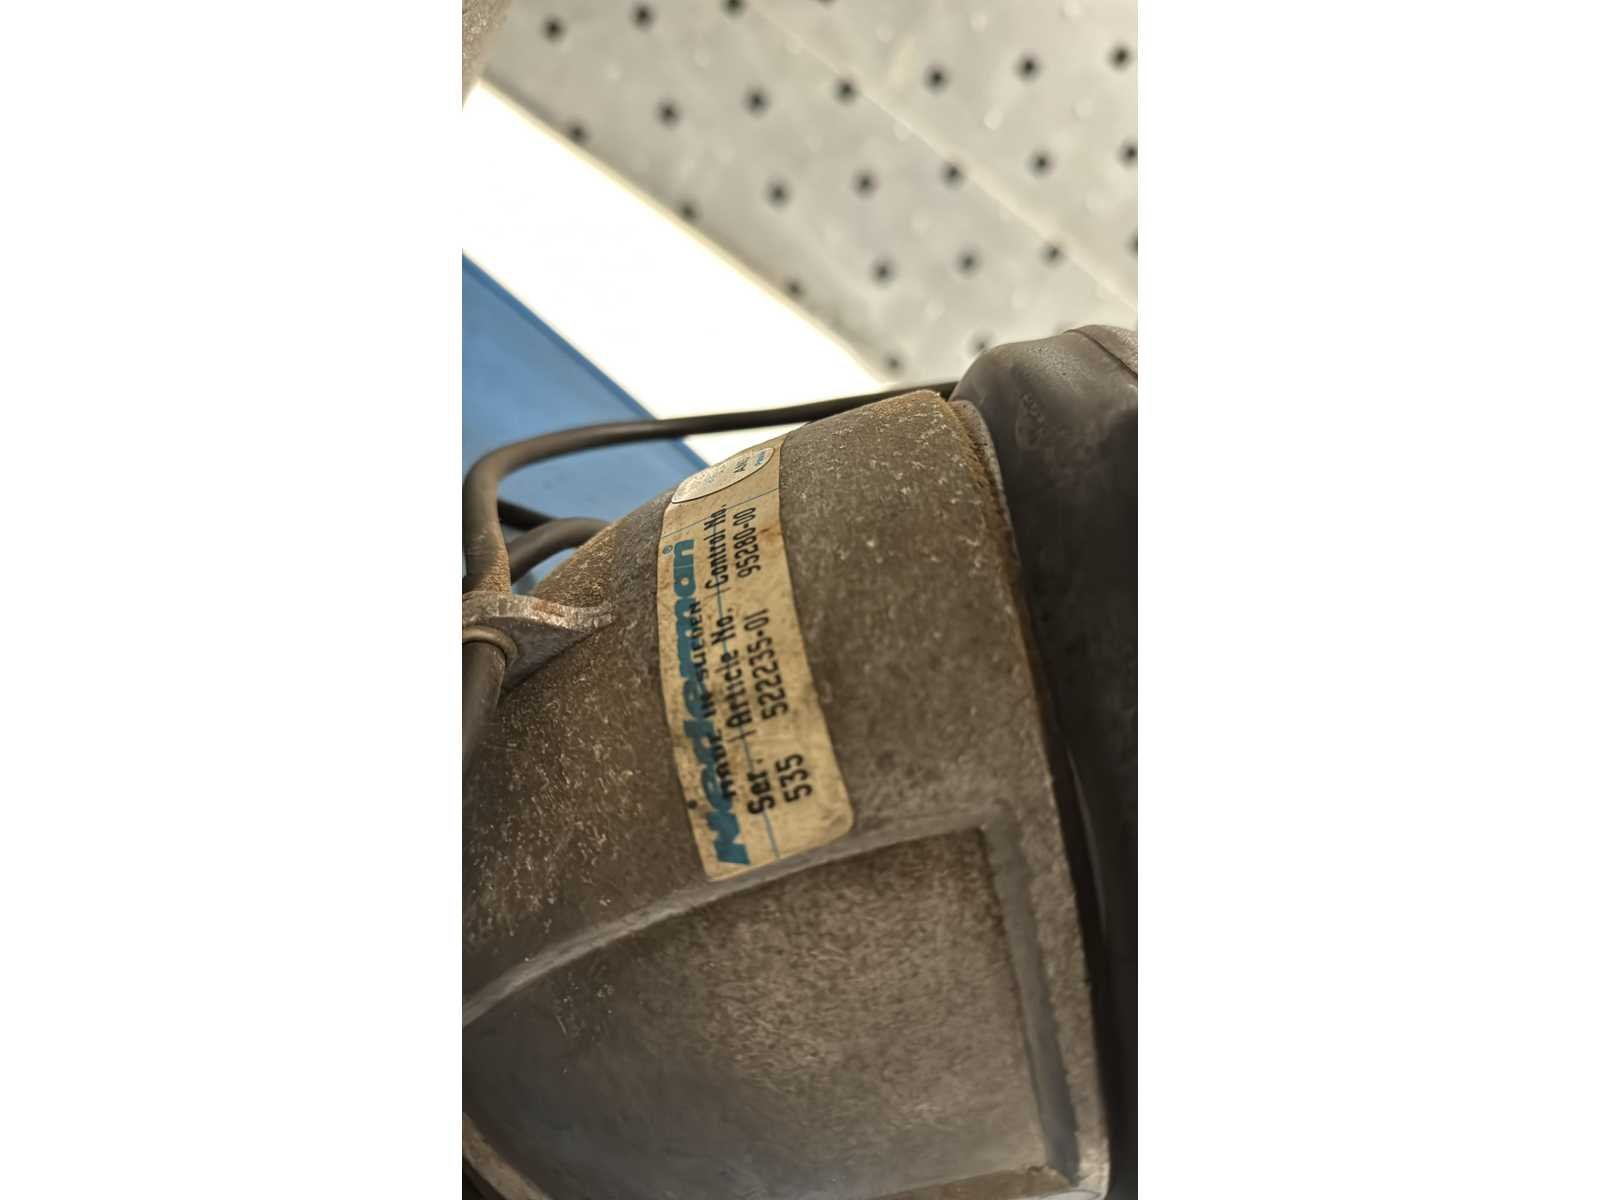 Nederman
MADE IN SWEDEN
Ser. Article No. Control No.
535 522235-01 95280-00